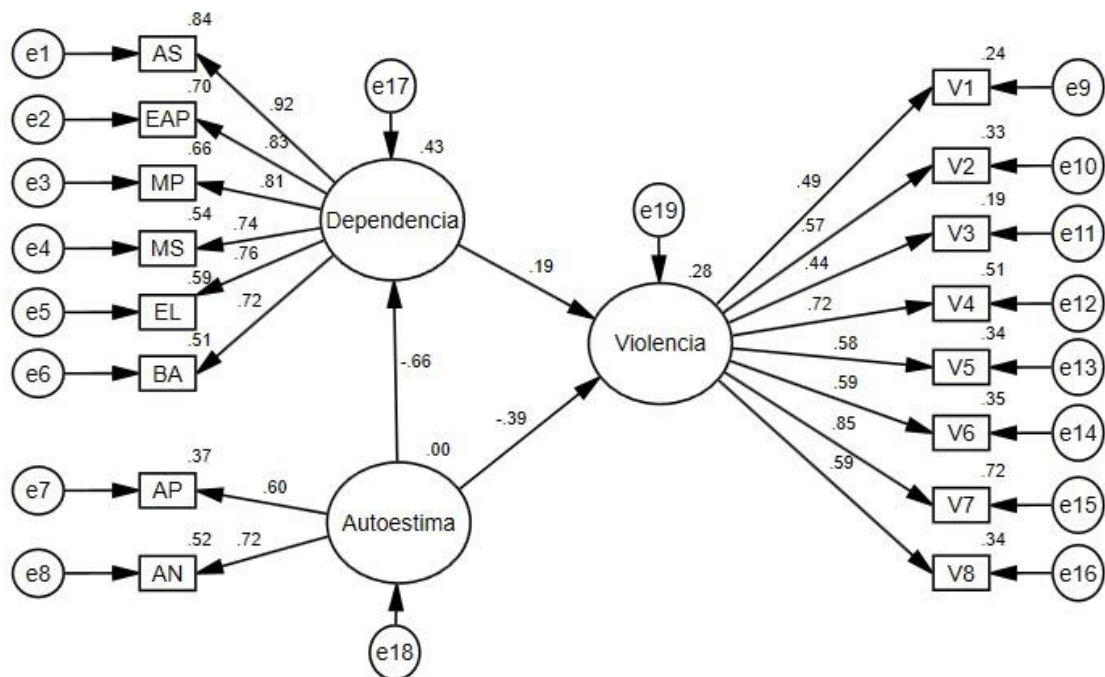 .84
e1 AS
.70
e2 EAP
.66
e3 MP
.54
e4 MS
.59
e5 EL
.51
e6 BA
.92
.83
.81
.74
.76
.72
e17
.43
Dependencia
.19
-.66
-.39
.37
e7 AP
.52
e8 AN
.60
.72
.00
Autoestima
e18
e19
.28
Violencia
.49
.57
.44
.72
.58
.59
.85
.59
.24
V1 e9
.33
V2 e10
.19
V3 e11
.51
V4 e12
.34
V5 e13
.35
V6 e14
.72
V7 e15
.34
V8 e16